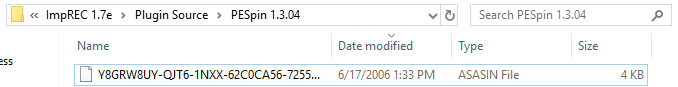 « ImpREC 1.7e > Plugin Source > PESpin 1.3.04 Search PESpin 1.3.04
Name Date modified Type Size
ess
Y8GRW8UY-QJT6-1NXX-62C0CA56-7255... 6/17/2006 1:33 PM ASASIN File 4 KB